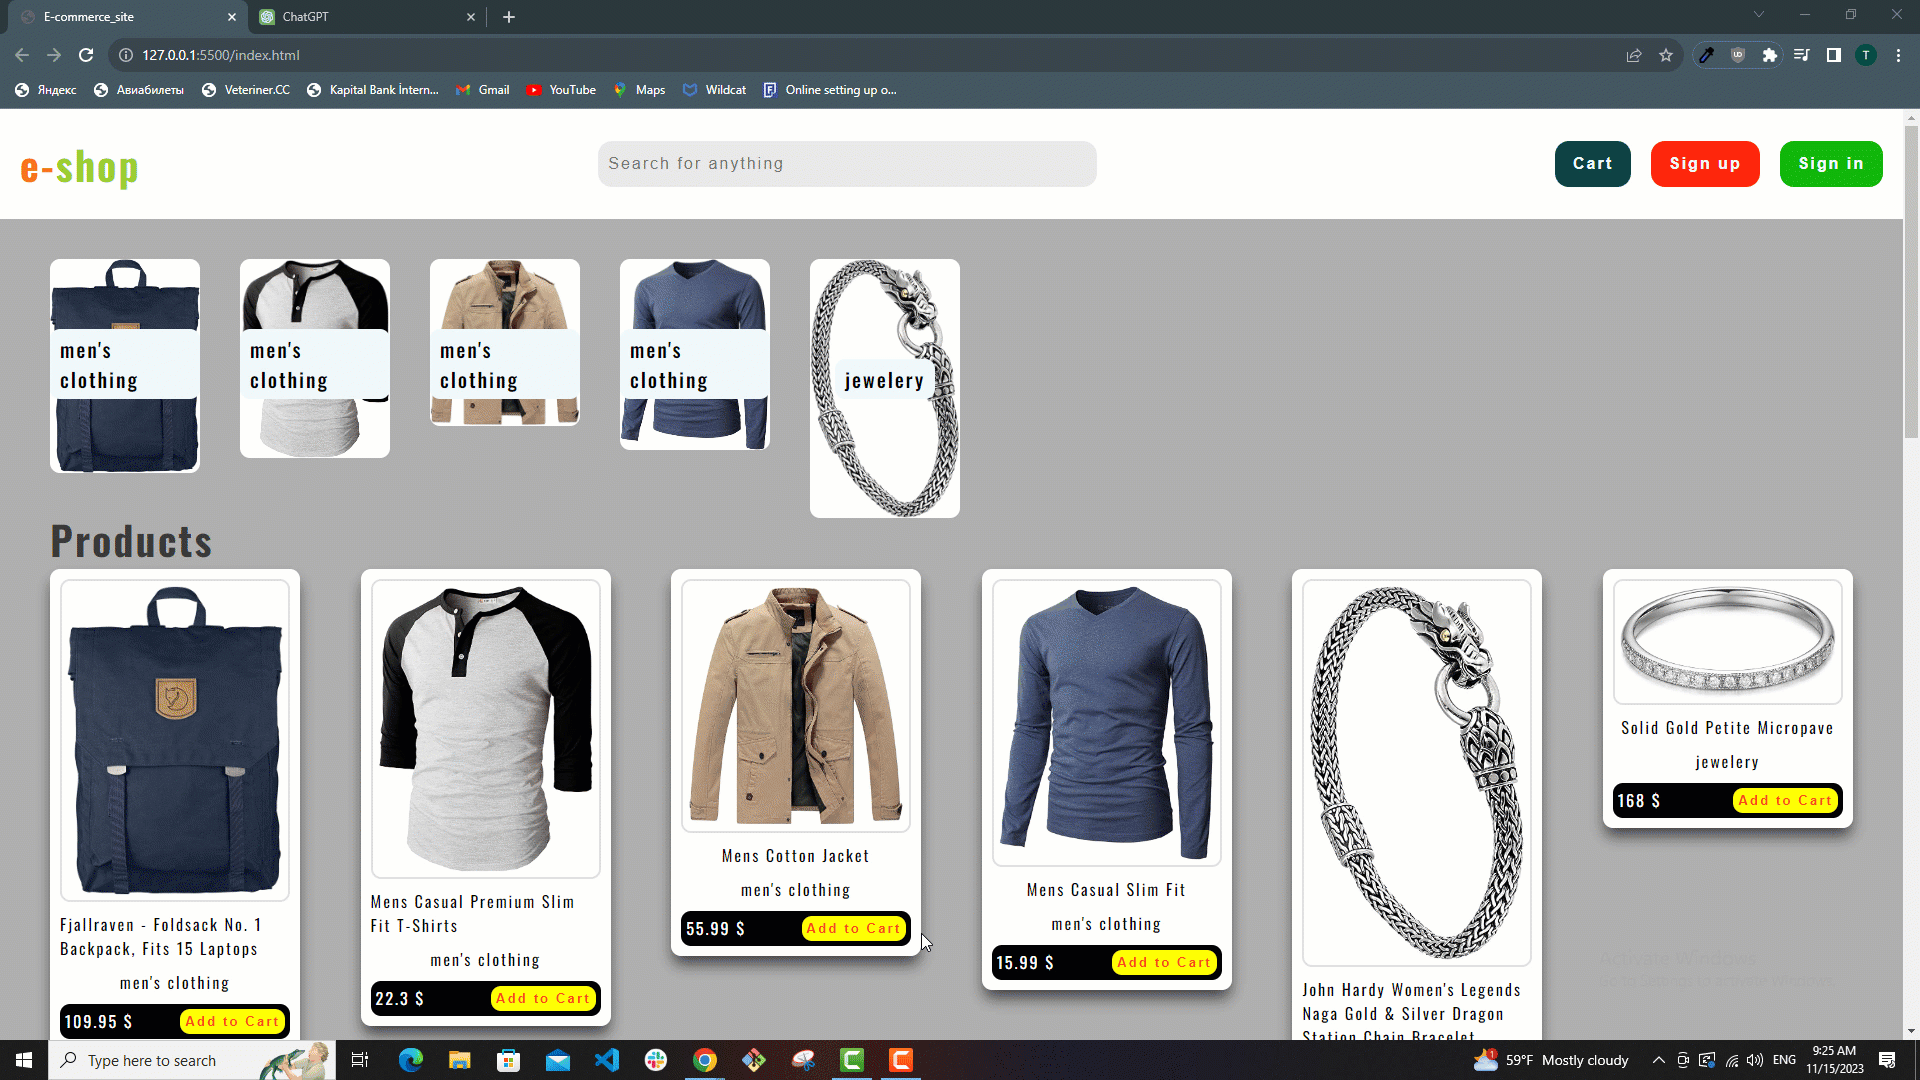 E-commerce_site
ChatGPT
127.0.0.1:5500/index.html
UD
T
Яндекс
Авиабилеты
Veteriner.CC
Kapital Bank İntern...
Gmail
YouTube
Maps
Wildcat
Online setting up o...
e-shop
Search for anything
Cart
Sign up
Sign in
men's
clothing
men's
clothing
men's
clothing
men's
clothing
jewelery
Products
Fjallraven - Foldsack No. 1
Backpack, Fits 15 Laptops
men's clothing
109.95 $
Add to Cart
Mens Casual Premium Slim
Fit T-Shirts
men's clothing
22.3 $
Add to Cart
Mens Cotton Jacket
men's clothing
55.99 $
Add to Cart
Mens Casual Slim Fit
men's clothing
15.99 $
Add to Cart
John Hardy Women's Legends
Naga Gold & Silver Dragon
Station Chain Bracelet
Solid Gold Petite Micropave
jewelery
168 $
Add to Cart
Activate Windows
Type here to search
1
59°F Mostly cloudy
ENG
9:25 AM
11/15/2023